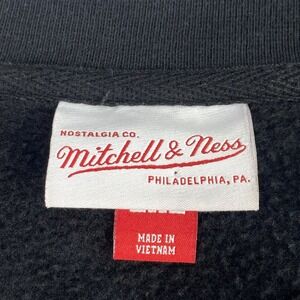 NOSTALGIA CO.
Mitchell & Ness
PHILADELPHIA, PA.
MADE IN
VIETNAM